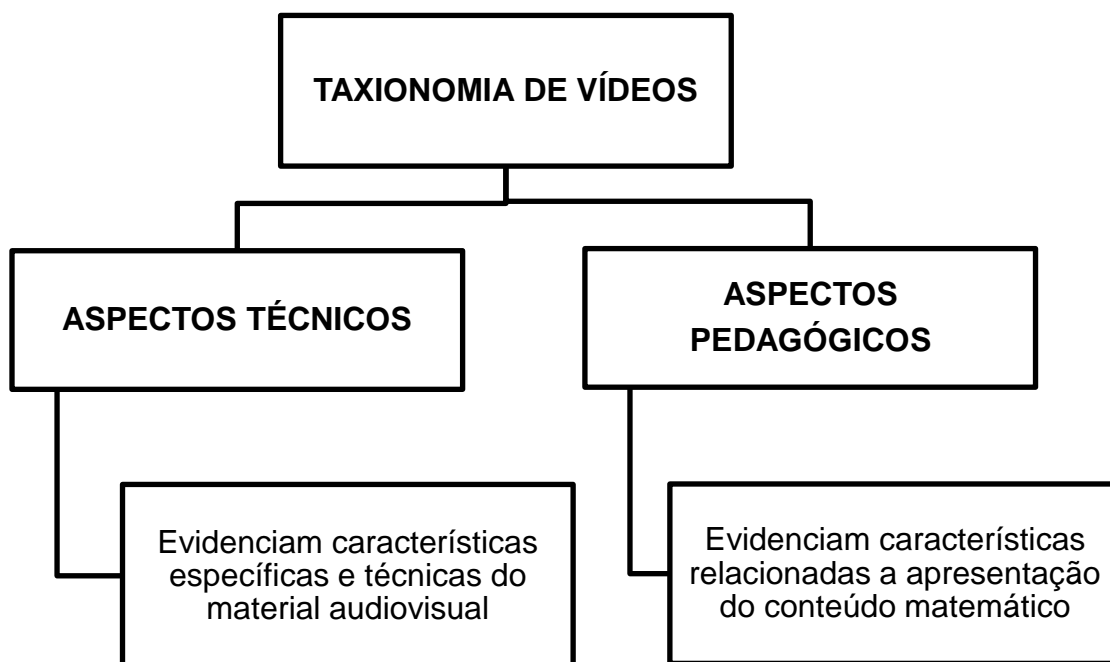 TAXIONOMIA DE VÍDEOS
ASPECTOS TÉCNICOS
ASPECTOS
PEDAGÓGICOS
Evidenciam características
específicas e técnicas do
material audiovisual
Evidenciam características
relacionadas a apresentação
do conteúdo matemático